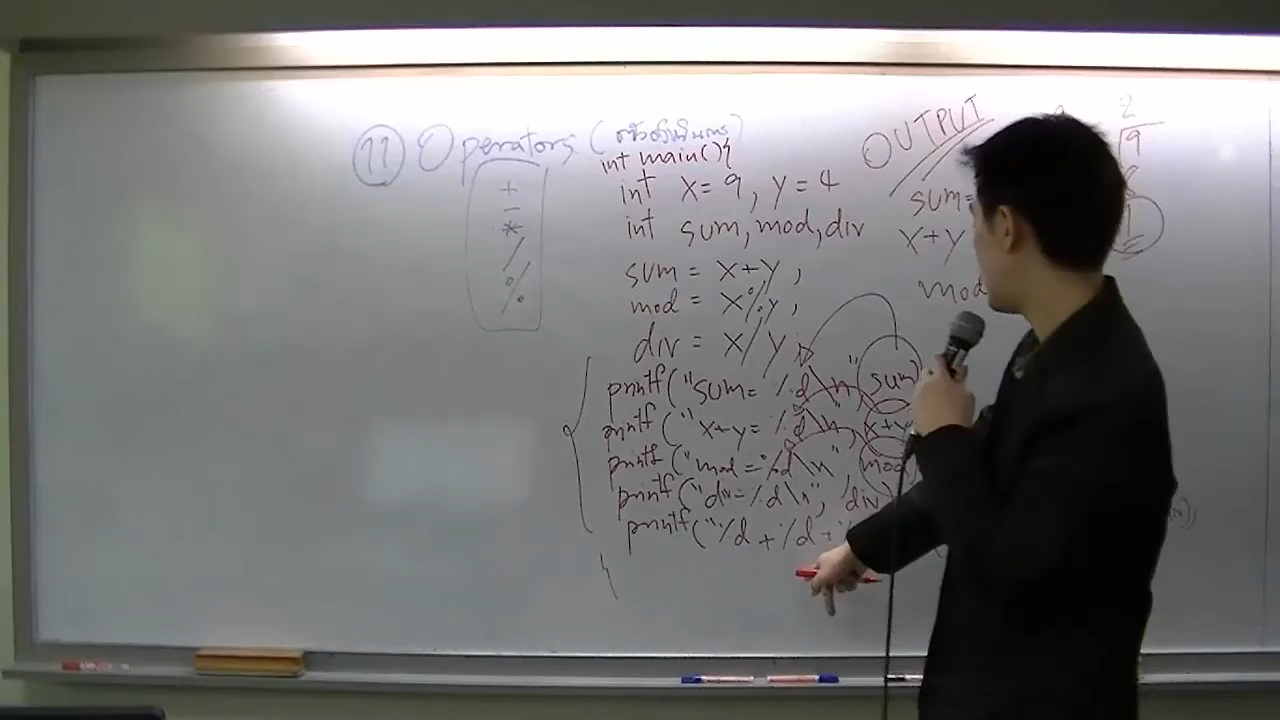 11 Operators (
+
-
*
/
%
int main(){
int x=9, y=4
int sum, mod, div
sum = x+y ;
mod = x%y ;
div = x/y ;
printf("sum= %d\n", sum)
printf("x+y= %d\n", x+y
printf("mod=%d\n", mod
printf("div=%d\n", div
printf("%d+%d+%
OUTPUT
sum=
x+y
mod
2
9
1